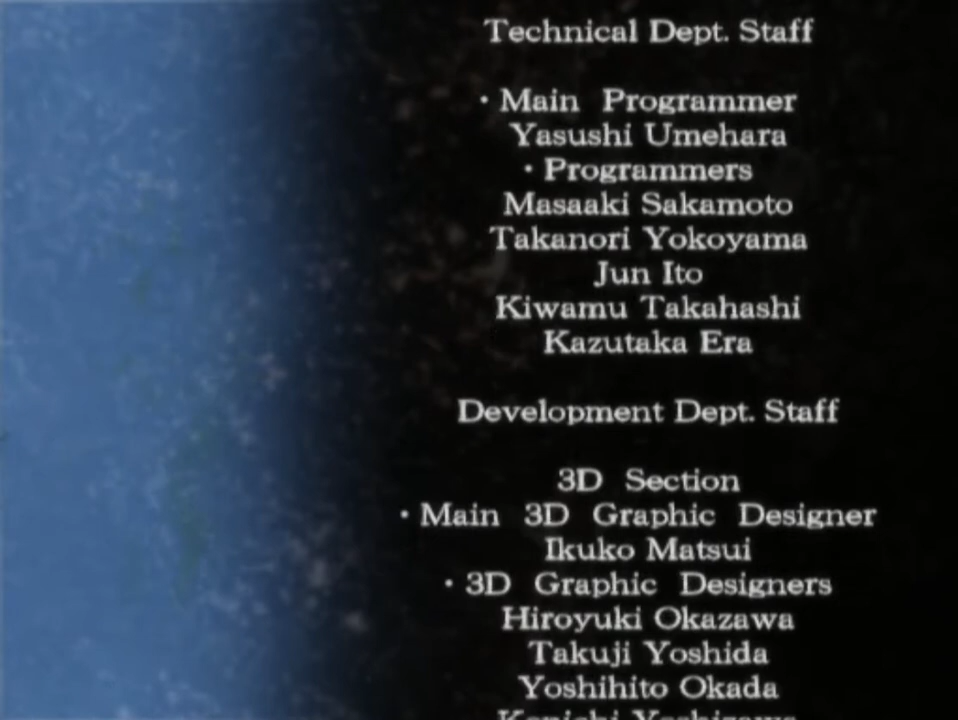 Technical Dept. Staff
・Main Programmer
Yasushi Umehara
・Programmers
Masaaki Sakamoto
Takanori Yokoyama
Jun Ito
Kiwamu Takahashi
Kazutaka Era
Development Dept. Staff
3D Section
・Main 3D Graphic Designer
Ikuko Matsui
・3D Graphic Designers
Hiroyuki Okazawa
Takuji Yoshida
Yoshihito Okada